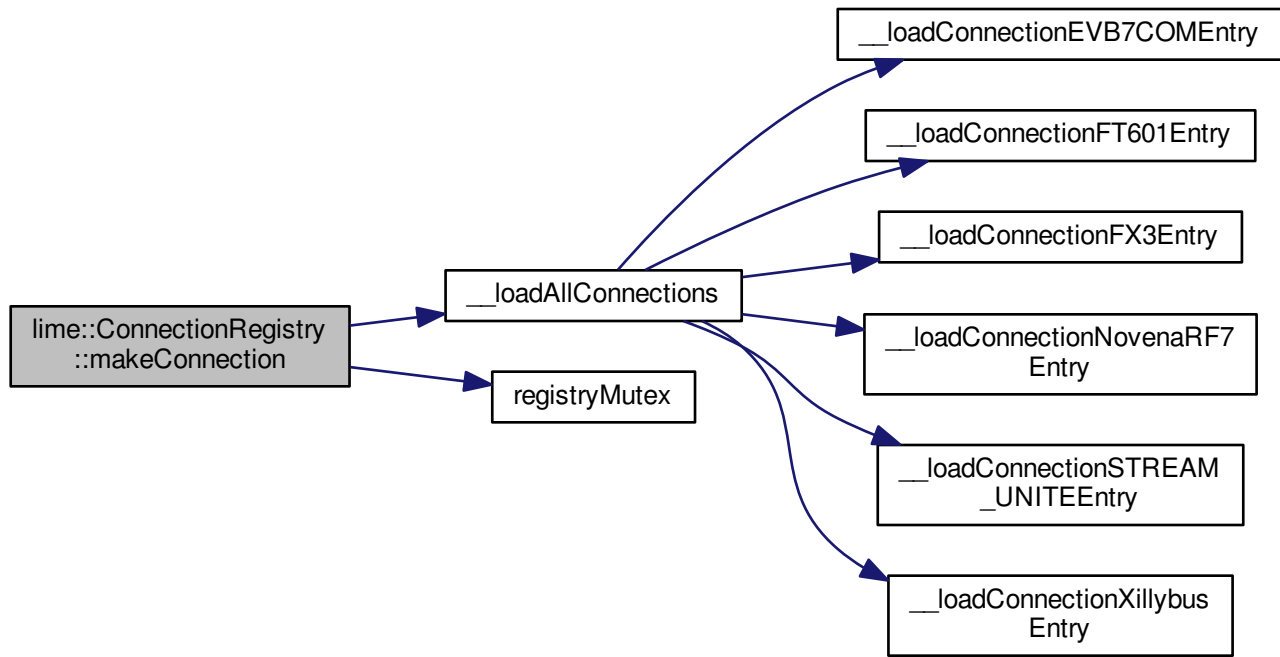 lime::ConnectionRegistry
::makeConnection
__loadAllConnections
registryMutex
__loadConnectionEVB7COMEntry
__loadConnectionFT601Entry
__loadConnectionFX3Entry
__loadConnectionNovenaRF7
Entry
__loadConnectionSTREAM
_UNITEEntry
__loadConnectionXillybus
Entry